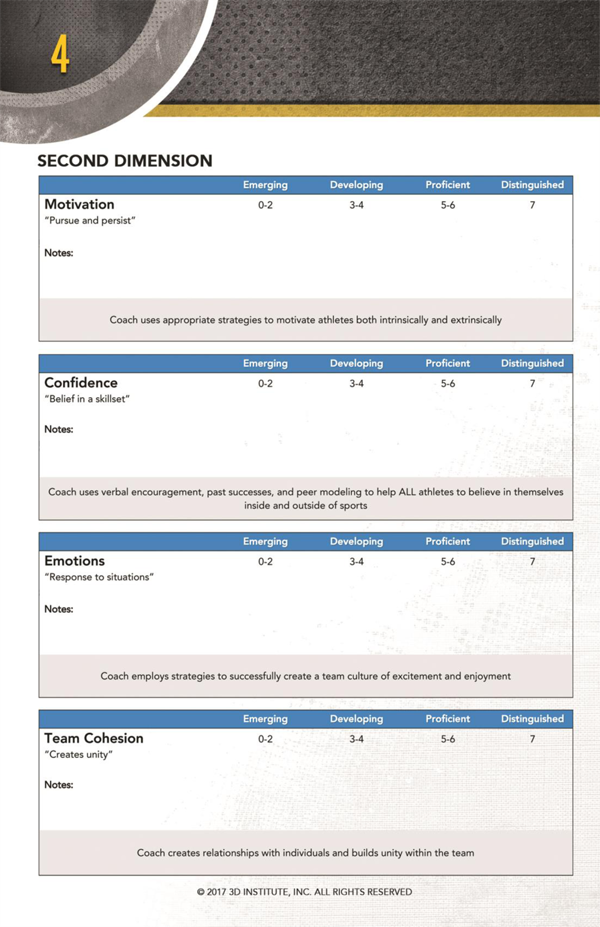 4
SECOND DIMENSION
Emerging Developing Proficient Distinguished
Motivation 0-2 3-4 5-6 7
“Pursue and persist”
Notes:
Coach uses appropriate strategies to motivate athletes both intrinsically and extrinsically
Emerging Developing Proficient Distinguished
Confidence 0-2 3-4 5-6 7
“Belief in a skillset”
Notes:
Coach uses verbal encouragement, past successes, and peer modeling to help ALL athletes to believe in themselves
inside and outside of sports
Emerging Developing Proficient Distinguished
Emotions 0-2 3-4 5-6 7
“Response to situations”
Notes:
Coach employs strategies to successfully create a team culture of excitement and enjoyment
Emerging Developing Proficient Distinguished
Team Cohesion 0-2 3-4 5-6 7
“Creates unity”
Notes:
Coach creates relationships with individuals and builds unity within the team
© 2017 3D INSTITUTE, INC. ALL RIGHTS RESERVED